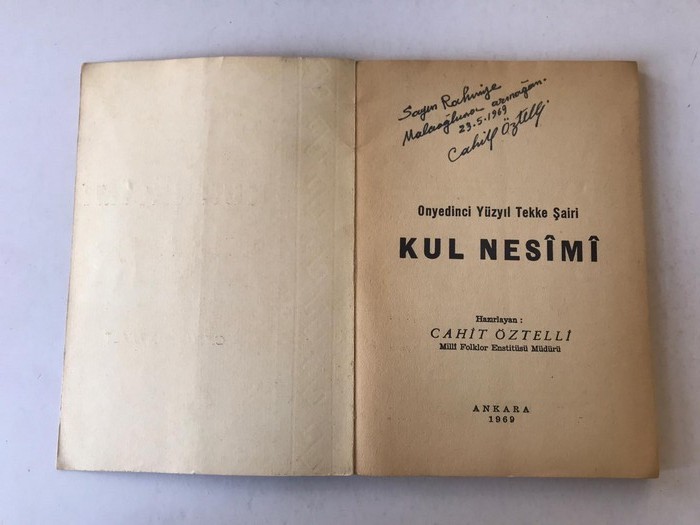 Sayın Rahmiye
Malaoğluna armağan.
23.5.1969
Cahit Öztelli.
Onyedinci Yüzyıl Tekke Şairi
KUL NESÎMÎ
Hazırlayan :
CAHİT ÖZTELLİ
Millî Folklor Enstitüsü Müdürü
ANKARA
1969